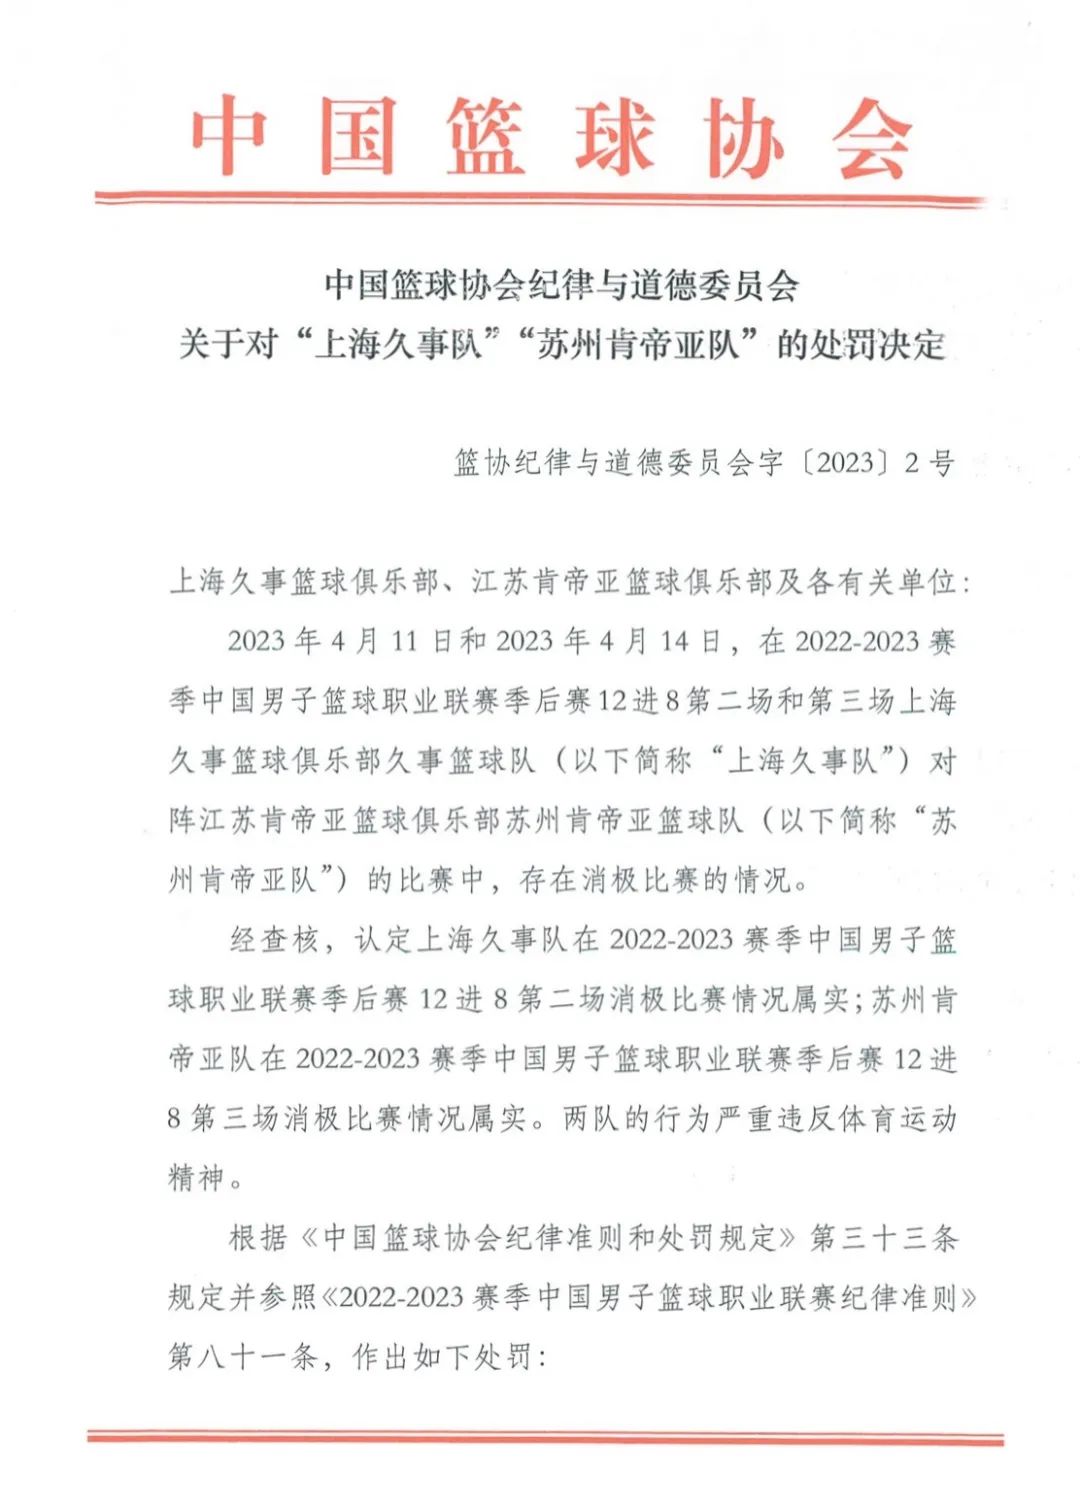 中国篮球协会
中国篮球协会纪律与道德委员会
关于对“上海久事队”“苏州肯帝亚队”的处罚决定
篮协纪律与道德委员会字〔2023〕2号
上海久事篮球俱乐部、江苏肯帝亚篮球俱乐部及各有关单位：
2023年4月11日和2023年4月14日，在2022-2023赛
季中国男子篮球职业联赛季后赛12进8第二场和第三场上海
久事篮球俱乐部久事篮球队（以下简称“上海久事队”）对
阵江苏肯帝亚篮球俱乐部苏州肯帝亚篮球队（以下简称“苏
州肯帝亚队”）的比赛中，存在消极比赛的情况。
经查核，认定上海久事队在2022-2023赛季中国男子篮
球职业联赛季后赛12进8第二场消极比赛情况属实；苏州肯
帝亚队在2022-2023赛季中国男子篮球职业联赛季后赛12进
8第三场消极比赛情况属实。两队的行为严重违反体育运动
精神。
根据《中国篮球协会纪律准则和处罚规定》第三十三条
规定并参照《2022-2023赛季中国男子篮球职业联赛纪律准则》
第八十一条，作出如下处罚：